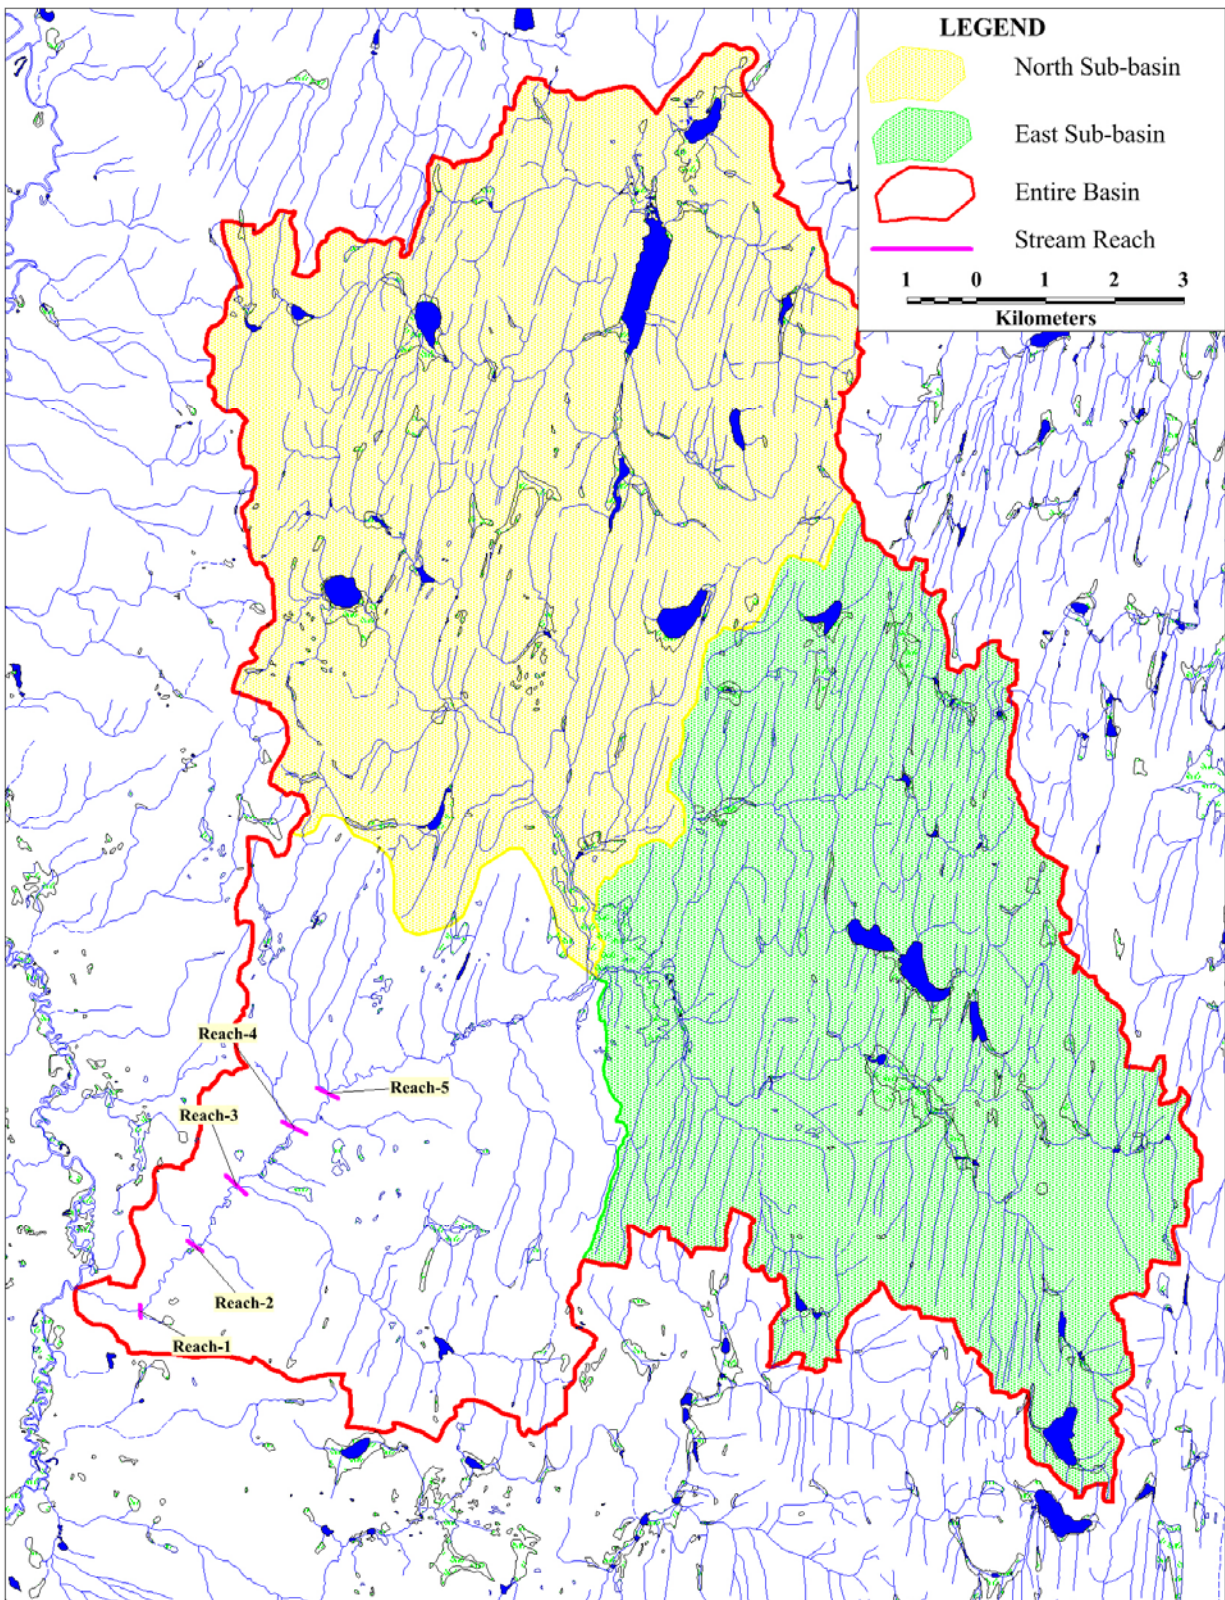 LEGEND
North Sub-basin
East Sub-basin
Entire Basin
Stream Reach
1 0 1 2 3
Kilometers
Reach-4
Reach-5
Reach-3
Reach-2
Reach-1